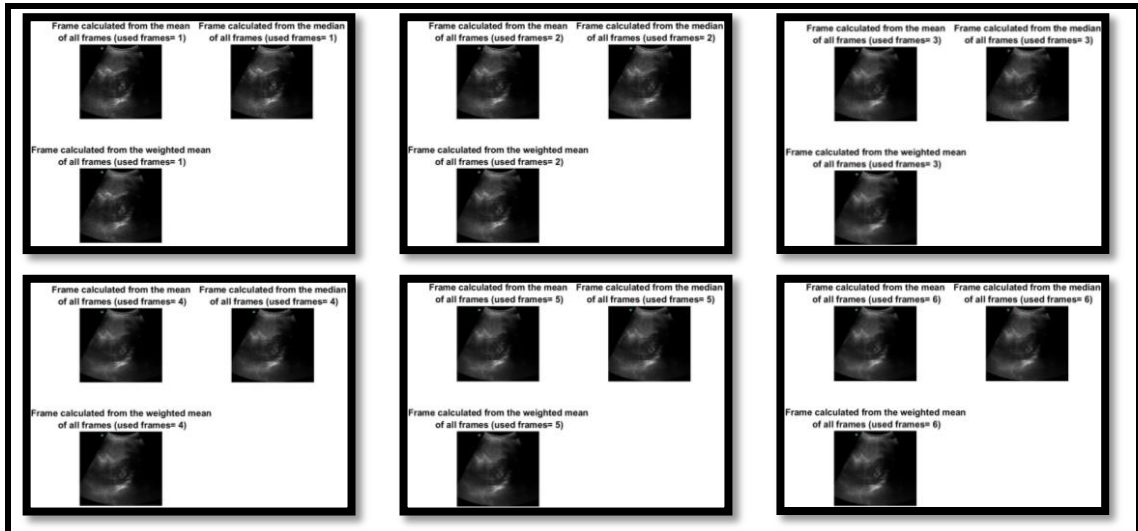 Frame calculated from the mean
of all frames (used frames= 1)
Frame calculated from the median
of all frames (used frames= 1)
Frame calculated from the weighted mean
of all frames (used frames= 1)
Frame calculated from the mean
of all frames (used frames= 2)
Frame calculated from the median
of all frames (used frames= 2)
Frame calculated from the weighted mean
of all frames (used frames= 2)
Frame calculated from the mean
of all frames (used frames= 3)
Frame calculated from the median
of all frames (used frames= 3)
Frame calculated from the weighted mean
of all frames (used frames= 3)
Frame calculated from the mean
of all frames (used frames= 4)
Frame calculated from the median
of all frames (used frames= 4)
Frame calculated from the weighted mean
of all frames (used frames= 4)
Frame calculated from the mean
of all frames (used frames= 5)
Frame calculated from the median
of all frames (used frames= 5)
Frame calculated from the weighted mean
of all frames (used frames= 5)
Frame calculated from the mean
of all frames (used frames= 6)
Frame calculated from the median
of all frames (used frames= 6)
Frame calculated from the weighted mean
of all frames (used frames= 6)